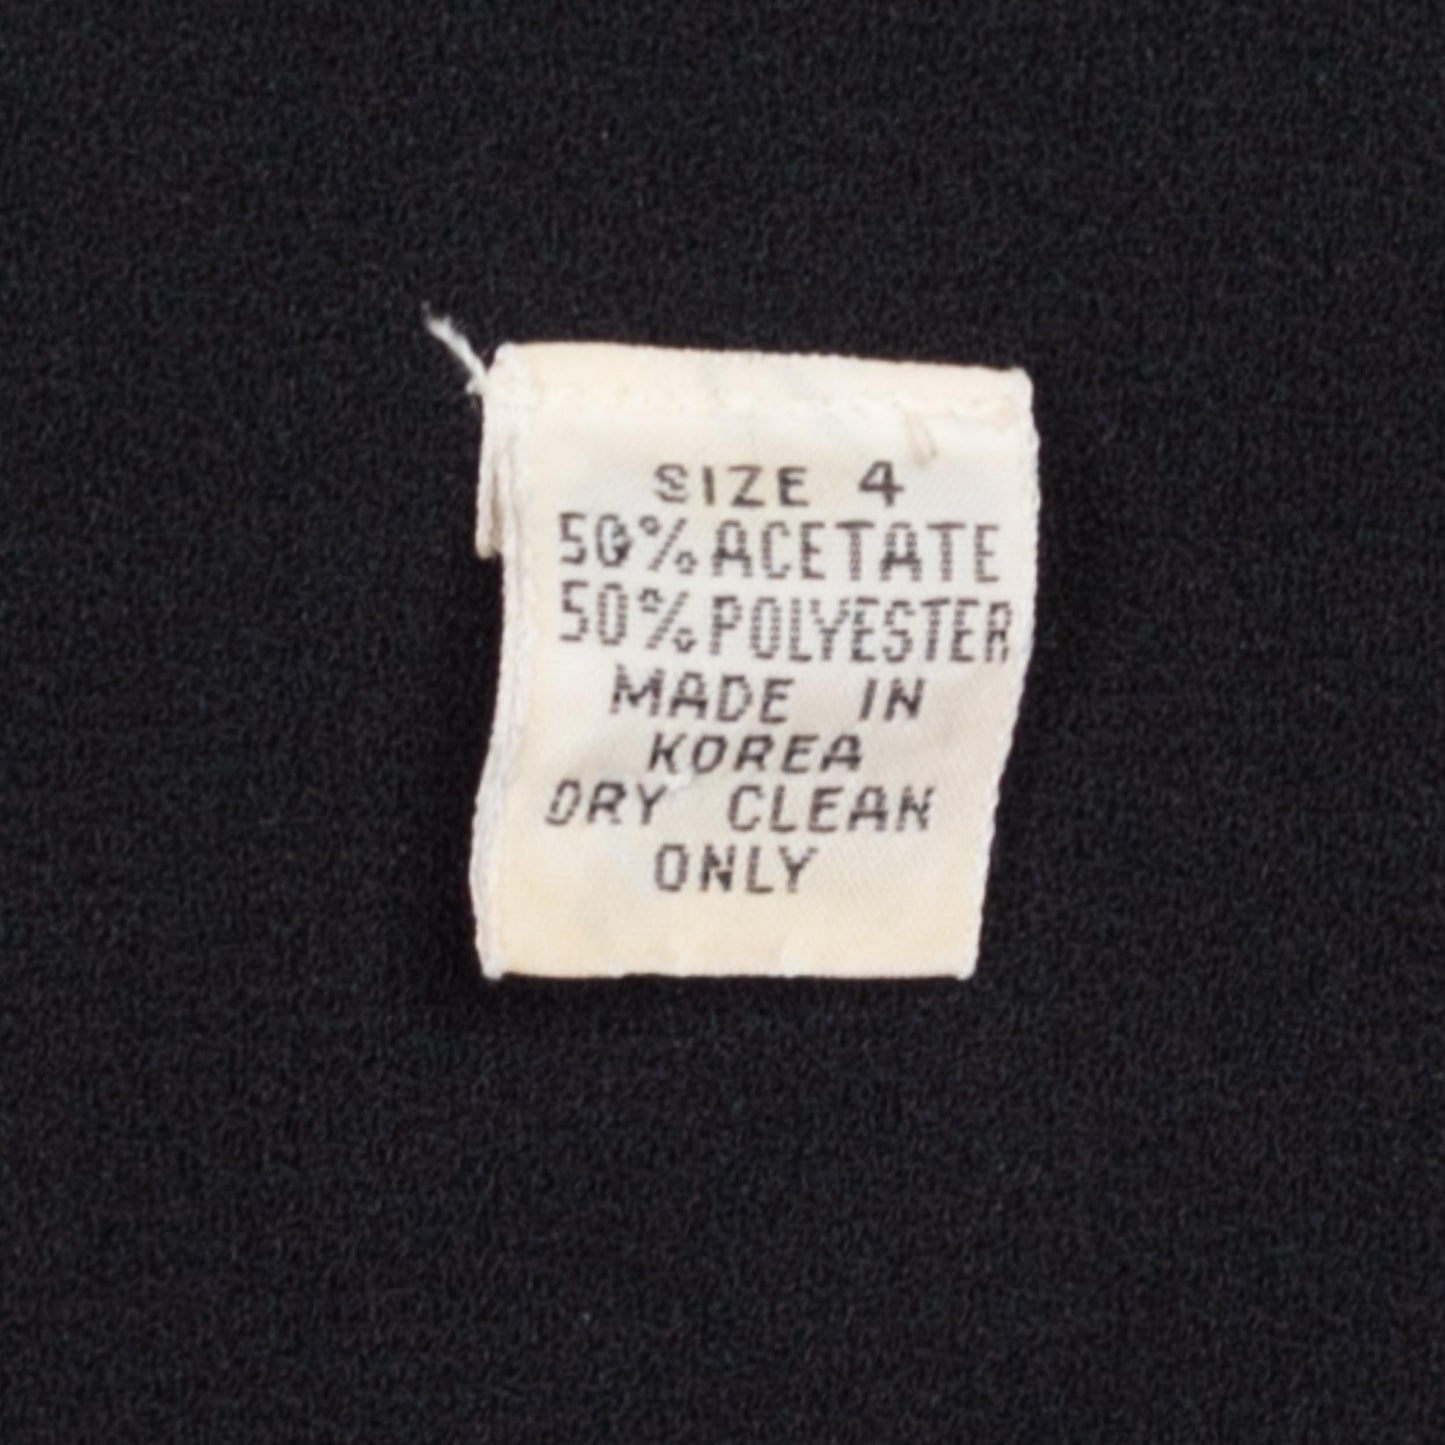 SIZE 4
50% ACETATE
50% POLYESTER
MADE IN
KOREA
DRY CLEAN
ONLY